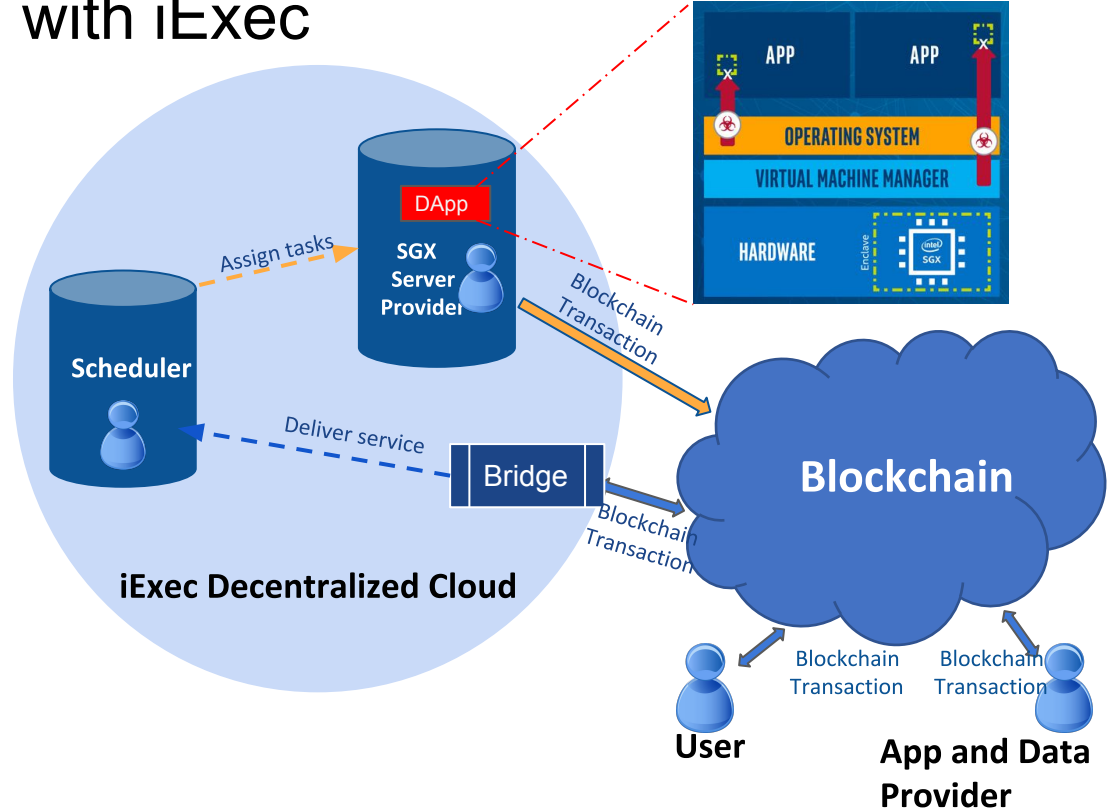 with iExec
APP
APP
OPERATING SYSTEM
VIRTUAL MACHINE MANAGER
HARDWARE
Enclave
intel
SGX
DApp
SGX
Server
Provider
Assign tasks
Blockchain
Transaction
Scheduler
Deliver service
Bridge
Blockchain
Transaction
Blockchain
iExec Decentralized Cloud
Blockchain
Transaction
Blockchain
Transaction
User
App and Data
Provider